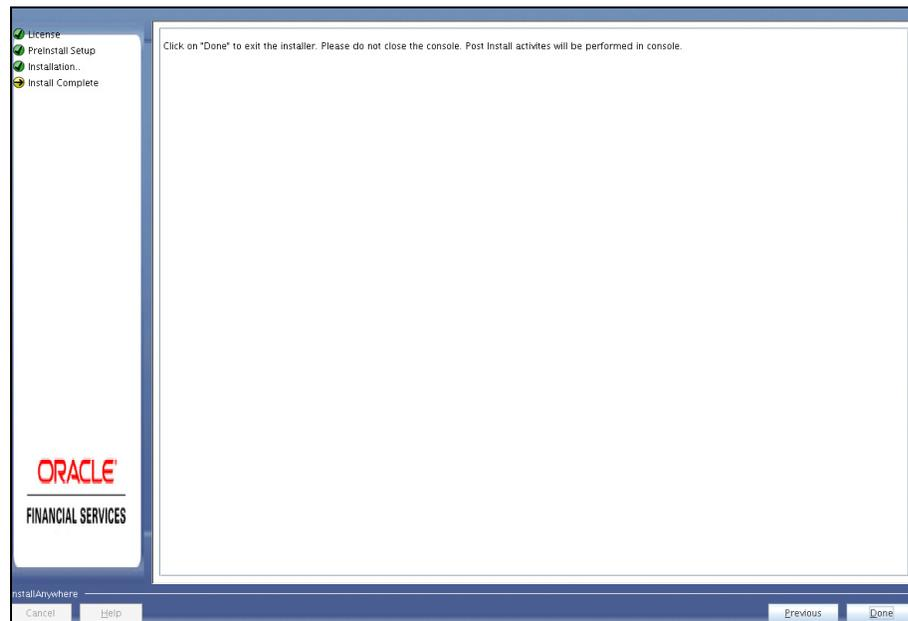 License
PreInstall Setup
Installation..
Install Complete
Click on "Done" to exit the installer. Please do not close the console. Post Install activites will be performed in console.
ORACLE
FINANCIAL SERVICES
nstallAnywhere
Cancel
Help
Previous
Done